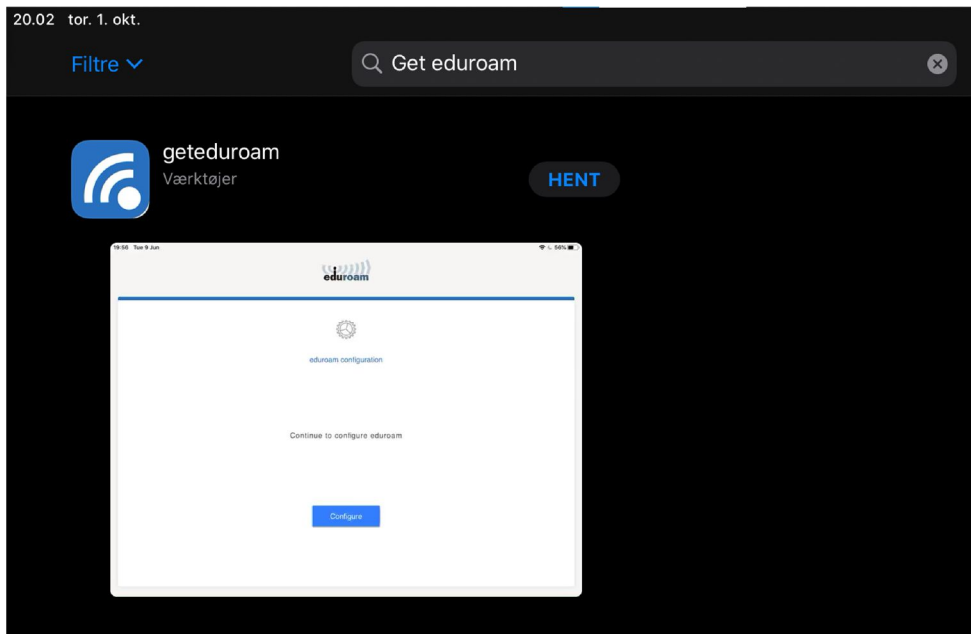 20.02 tor. 1. okt.
Filtre
Get eduroam
geteduroam
Værktøjer
HENT
19:56 Tue 9 Jun
56%
eduroam
eduroam configuration
Continue to configure eduroam
Configure